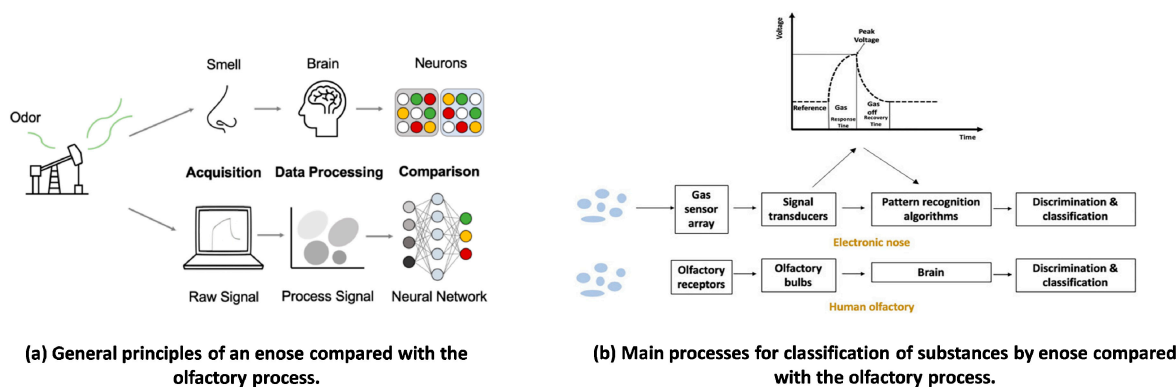 Smell
Brain
Neurons
Odor
Acquisition
Data Processing
Comparison
Raw Signal
Process Signal
Neural Network
(a) General principles of an enose compared with the
olfactory process.
Voltage
Peak
Voltage
Reference
Gas
Response
Tine
Gas
off
Recovery
Tine
Time
Gas
sensor
array
Signal
transducers
Pattern recognition
algorithms
Discrimination &
classification
Electronic nose
Olfactory
receptors
Olfactory
bulbs
Brain
Discrimination &
classification
Human olfactory
(b) Main processes for classification of substances by enose compared
with the olfactory process.